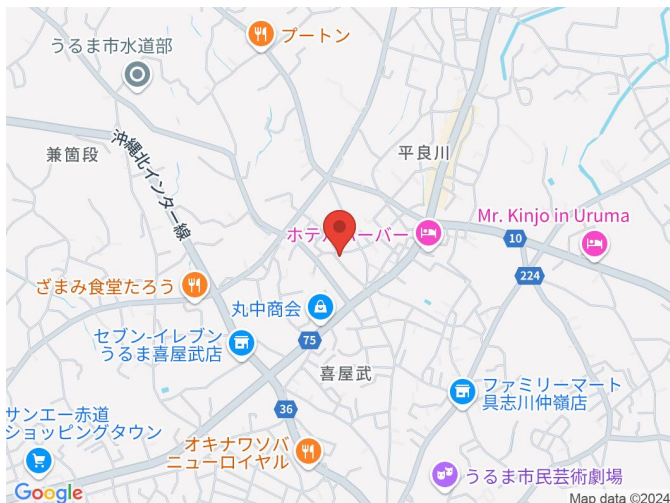 プートン
うるま市水道部
兼箇段
沖縄北インター線
平良川
Mr. Kinjo in Uruma
ホテルハーバー
10
224
ざまみ食堂たろう
丸中商会
セブン-イレブン
うるま喜屋武店
75
喜屋武
ファミリーマート
具志川仲嶺店
36
サンエー赤道
ショッピングタウン
オキナワソバ
ニューロイヤル
うるま市民芸術劇場
Google
Map data ©2024